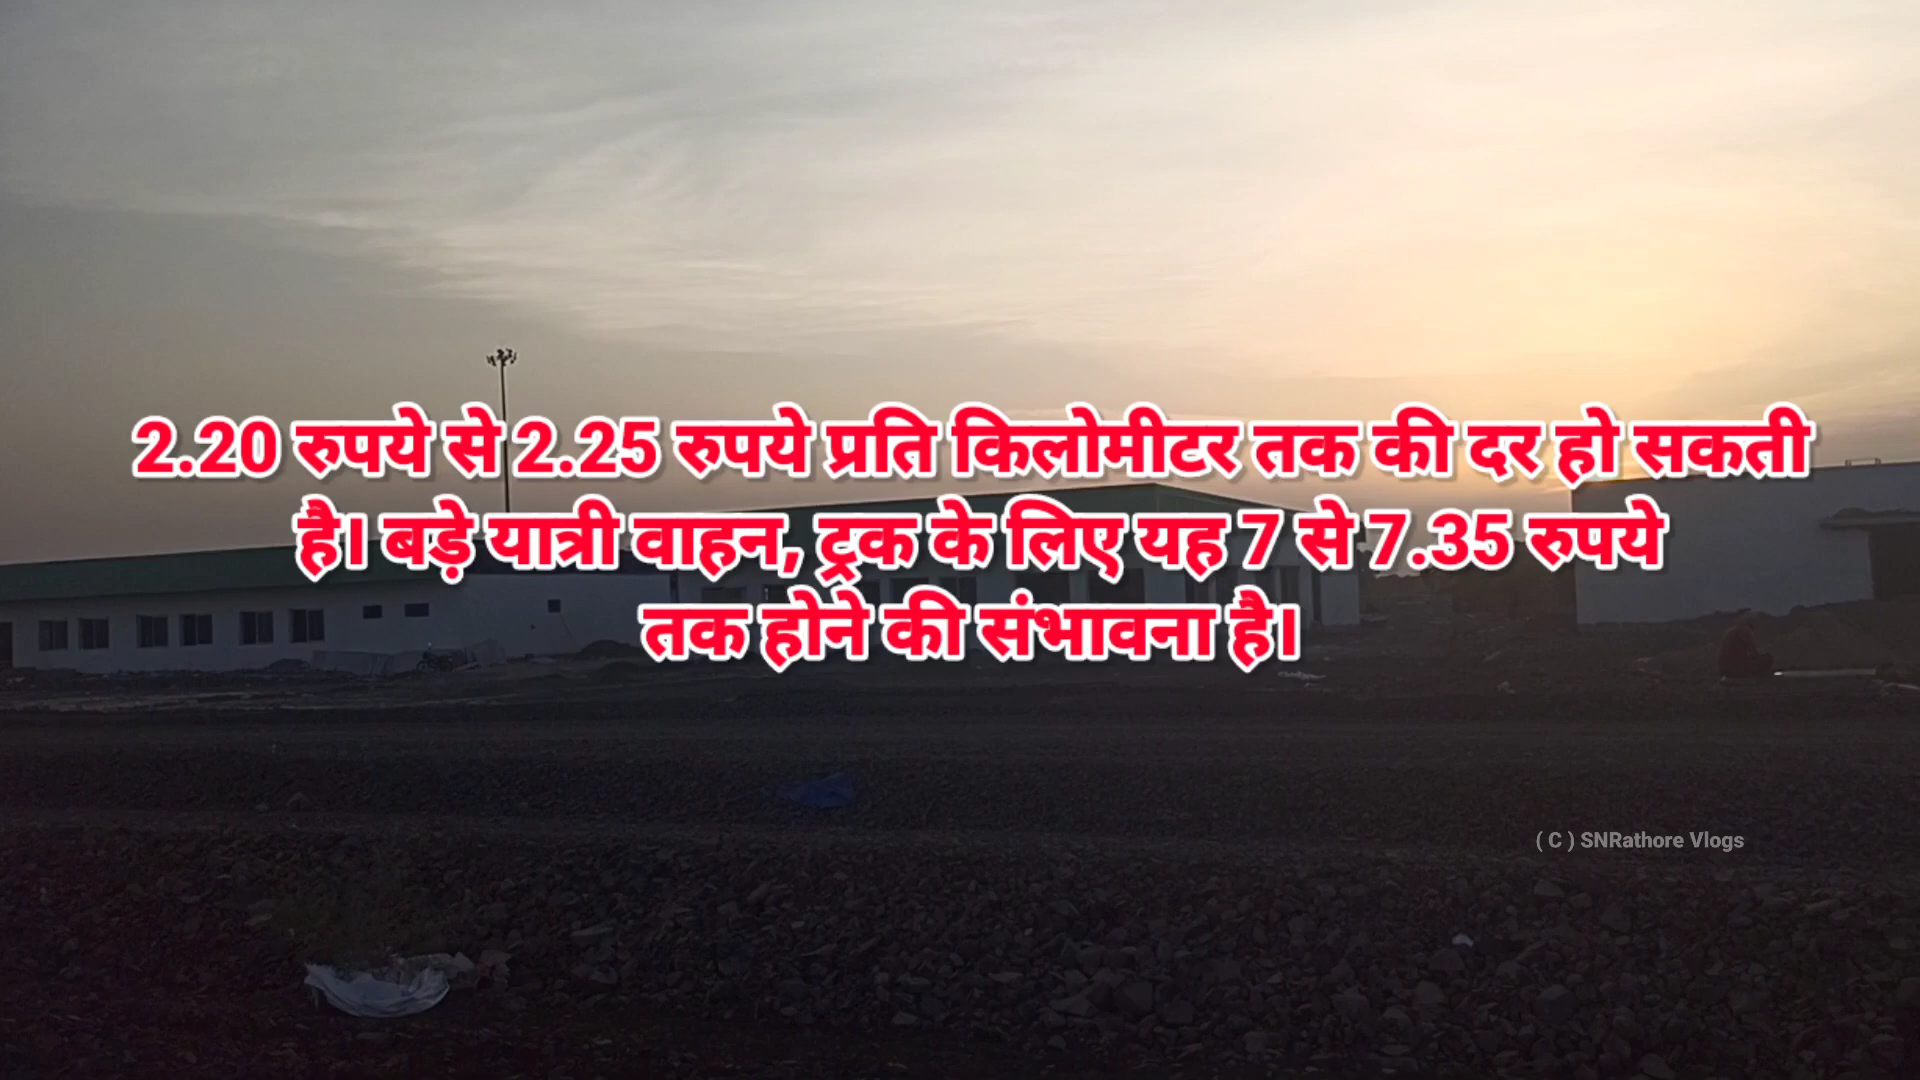 2.20 रुपये से 2.25 रुपये प्रति किलोमीटर तक की दर हो सकती
है। बड़े यात्री वाहन, ट्रक के लिए यह 7 से 7.35 रुपये
तक होने की संभावना है।
( C ) SNRathore Vlogs